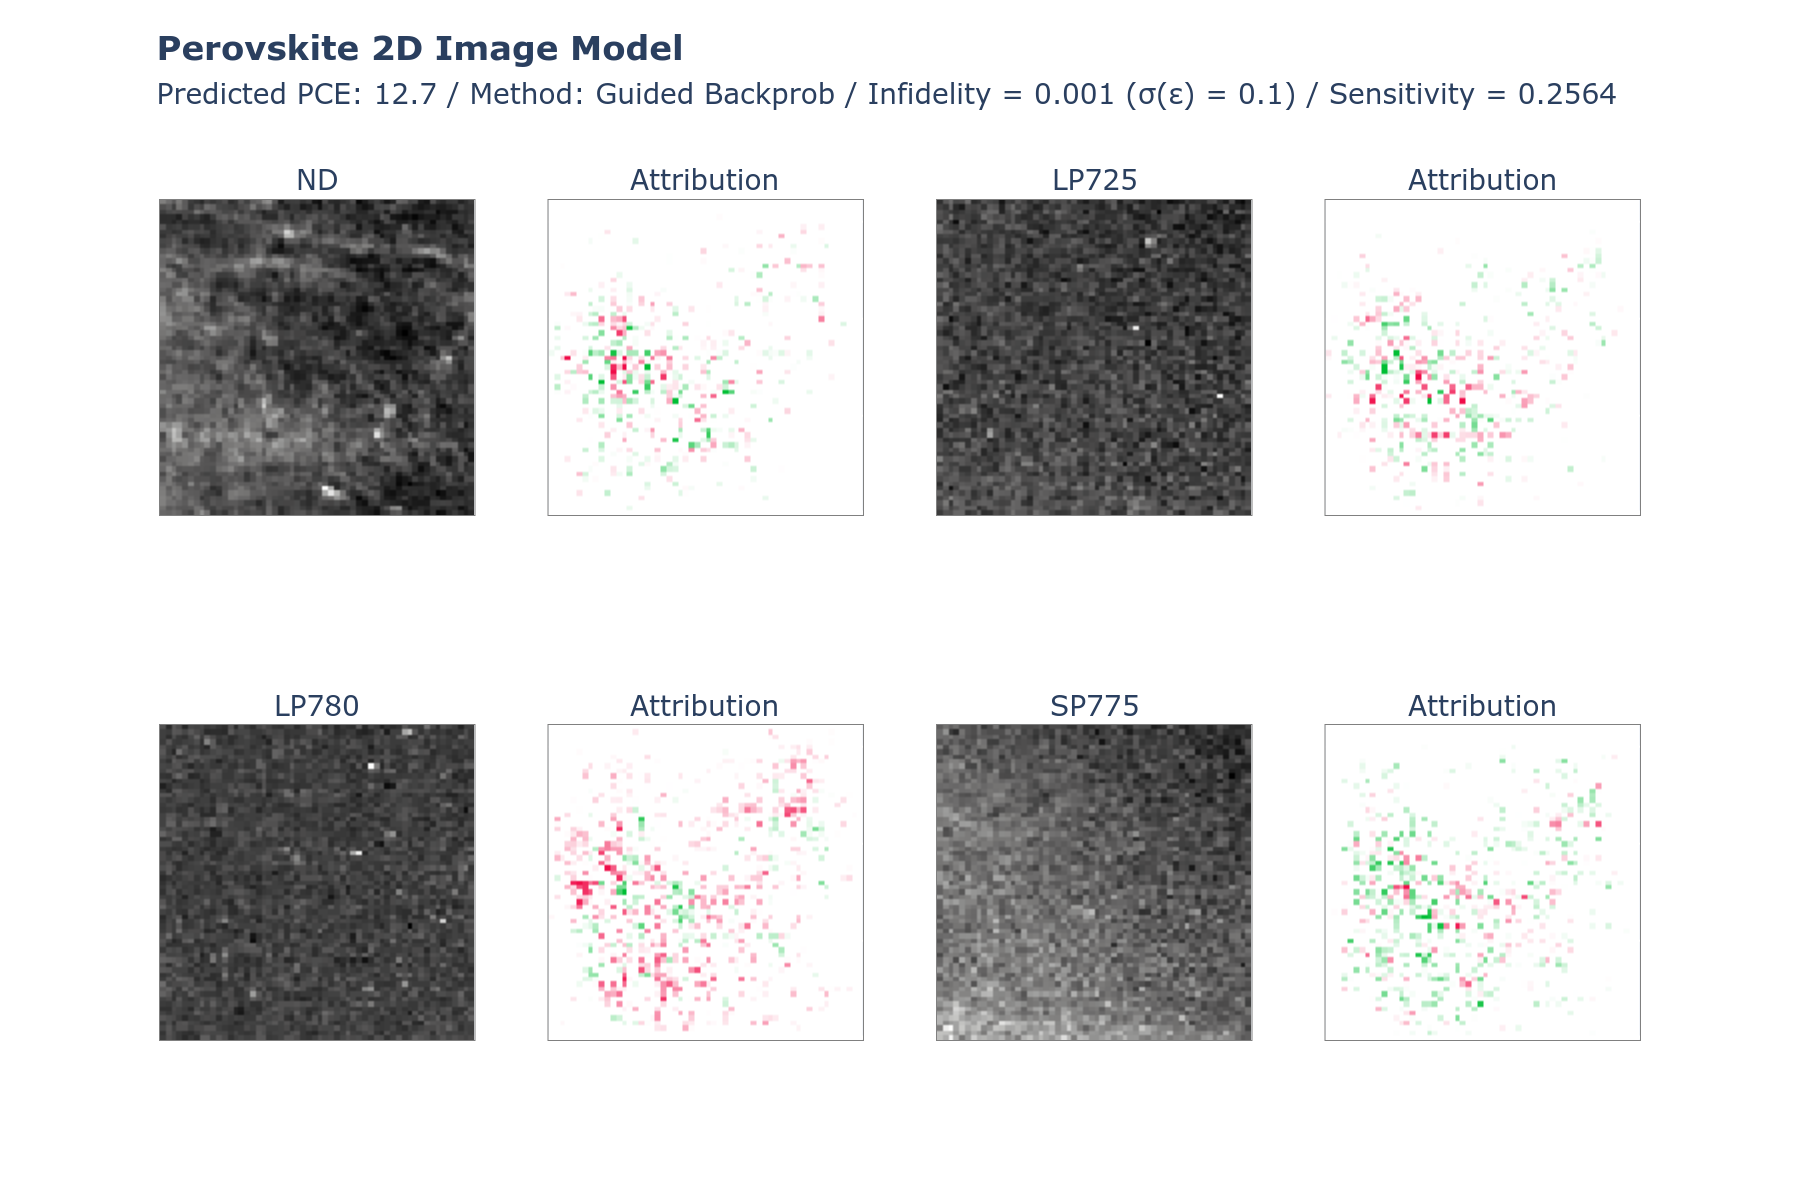 Perovskite 2D Image Model
Predicted PCE: 12.7 / Method: Guided Backprob / Infidelity = 0.001 (σ(ε) = 0.1) / Sensitivity = 0.2564
ND
Attribution
LP725
Attribution
LP780
Attribution
SP775
Attribution